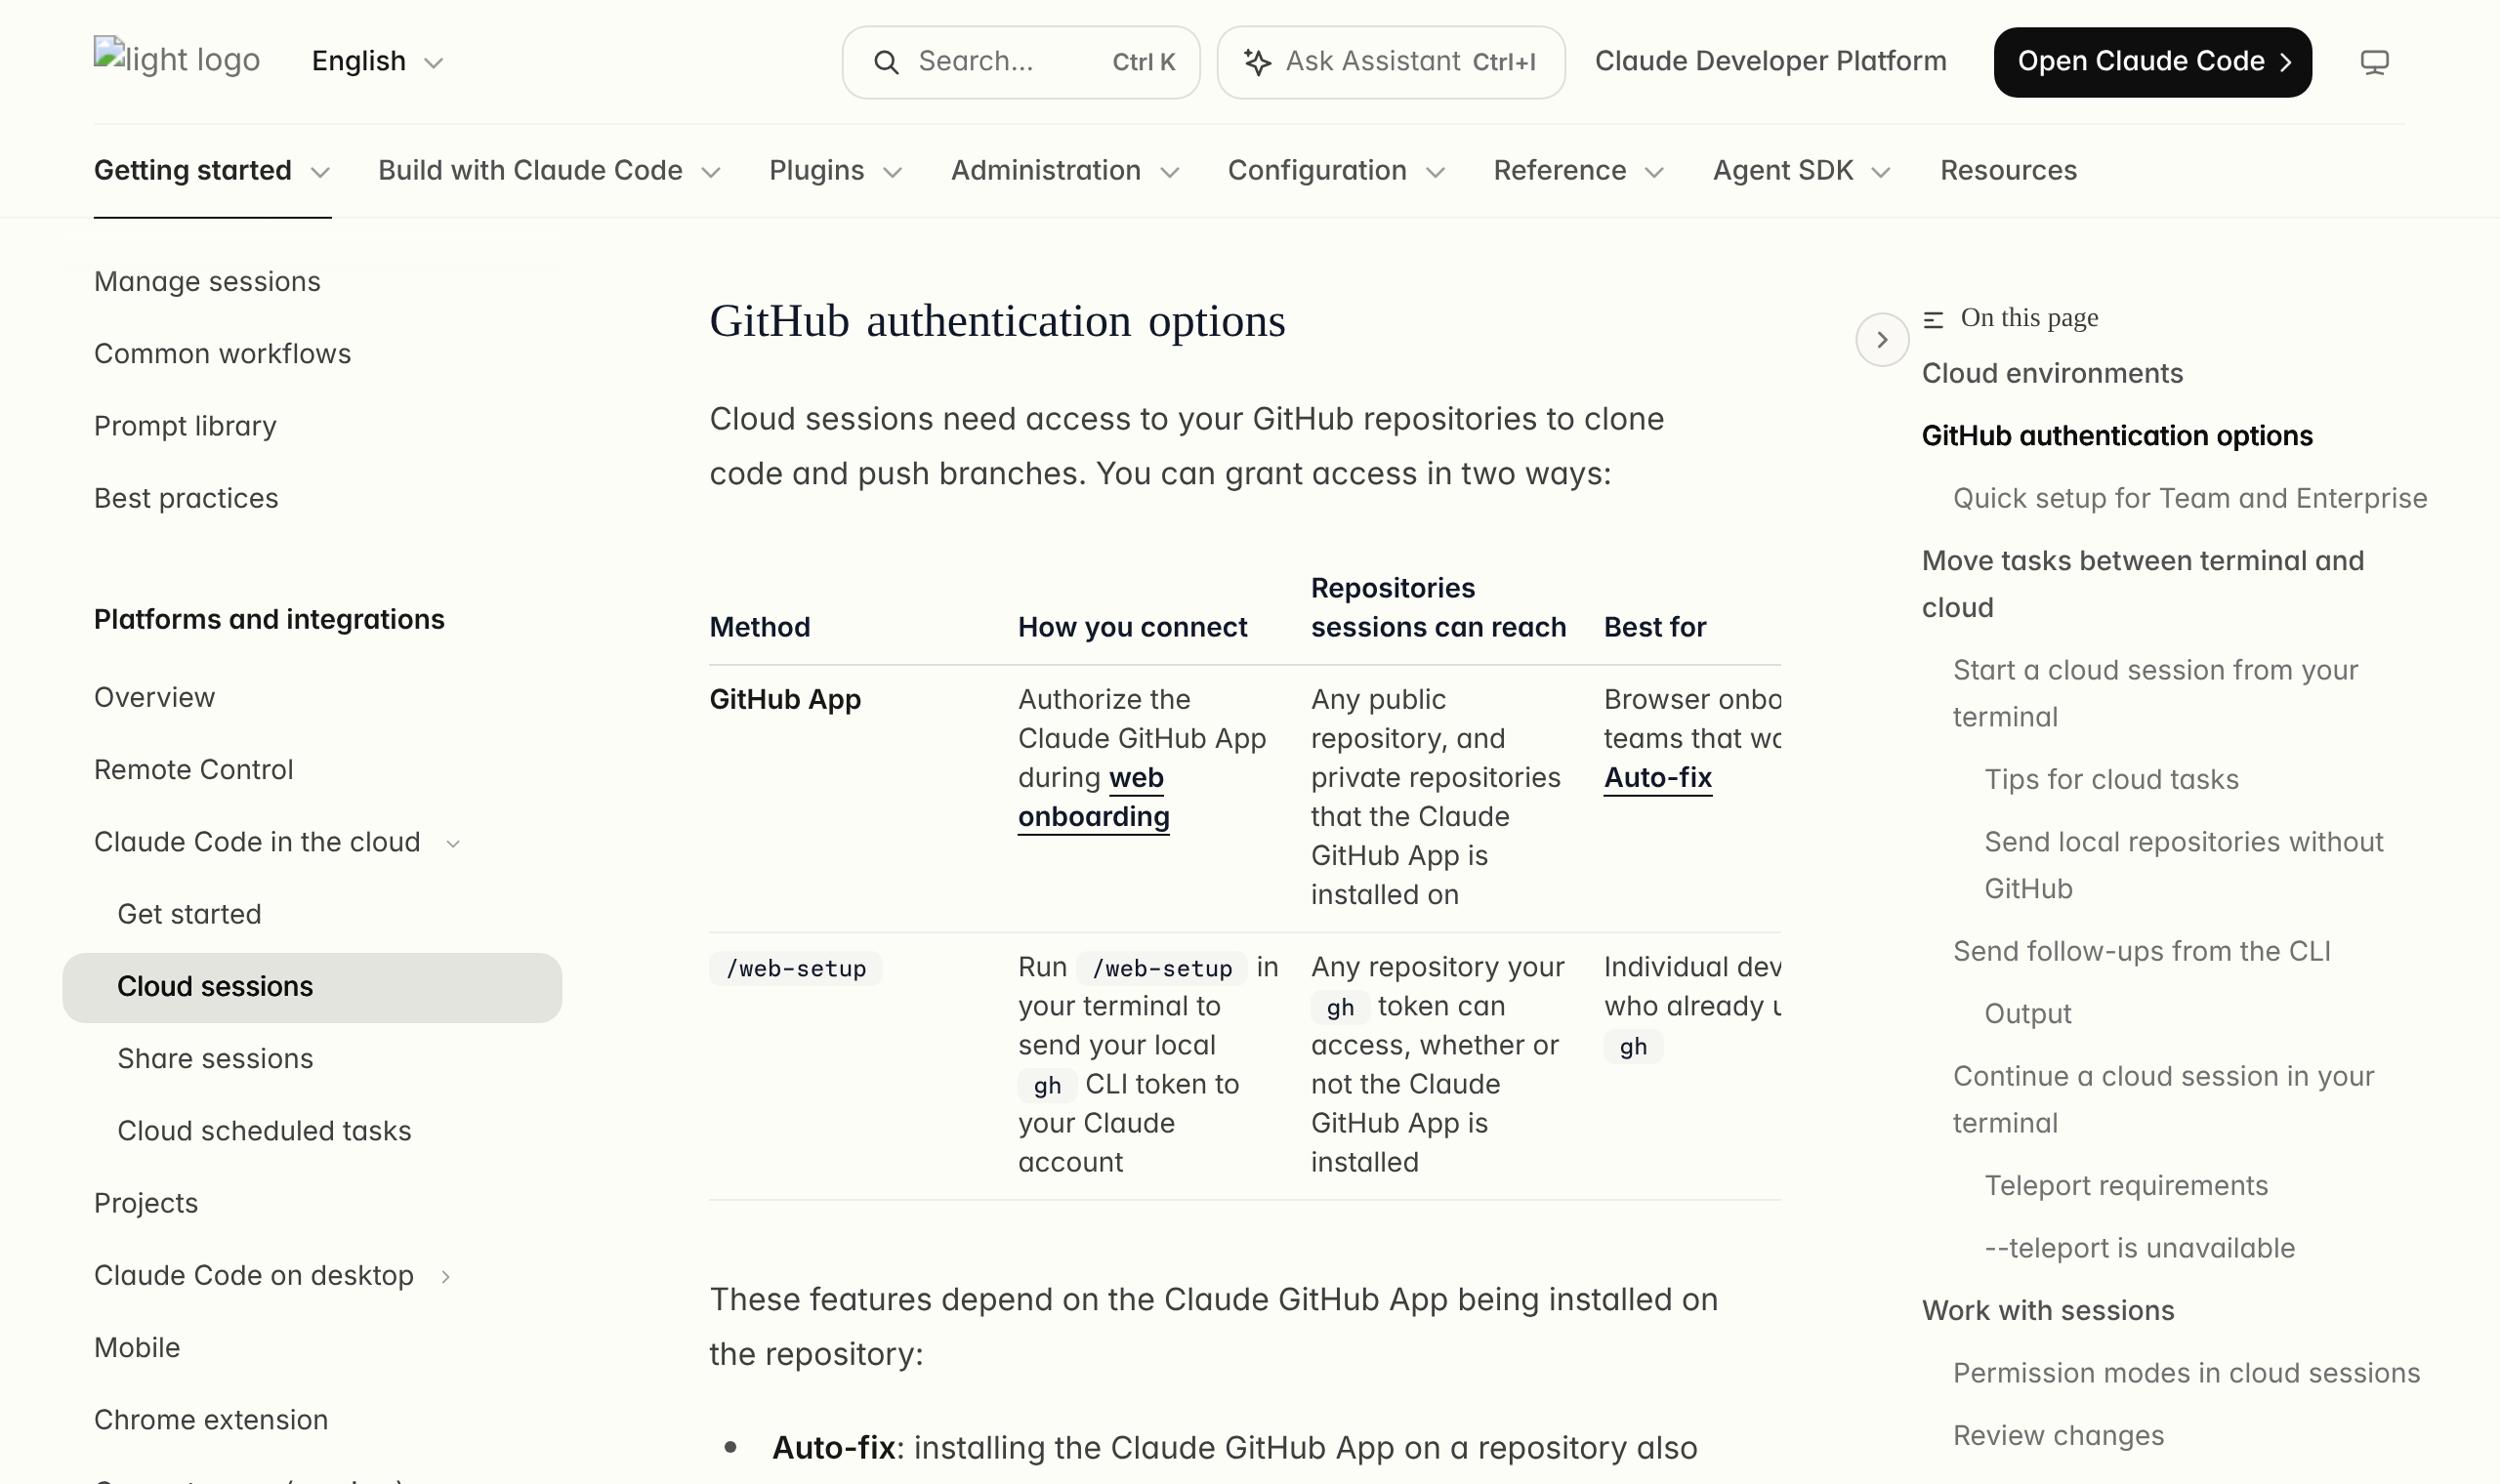 light logo
English
Search...
Ctrl K
Ask Assistant
Ctrl+I
Claude Developer Platform
Open Claude Code
Getting started
Build with Claude Code
Plugins
Administration
Configuration
Reference
Agent SDK
Resources
Manage sessions
Common workflows
Prompt library
Best practices
Platforms and integrations
Overview
Remote Control
Claude Code in the cloud
Get started
Cloud sessions
Share sessions
Cloud scheduled tasks
Projects
Claude Code on desktop
Mobile
Chrome extension
GitHub authentication options
Cloud sessions need access to your GitHub repositories to clone
code and push branches. You can grant access in two ways:
Method
How you connect
Repositories
sessions can reach
Best for
GitHub App
Authorize the
Claude GitHub App
during web
onboarding
Any public
repository, and
private repositories
that the Claude
GitHub App is
installed on
Browser
teams that
Auto-fix
/web-setup
Run /web-setup in
your terminal to
send your local
gh CLI token to
your Claude
account
Any repository your
gh token can
access, whether or
not the Claude
GitHub App is
installed
Individual
who already
gh
These features depend on the Claude GitHub App being installed on
the repository:
• Auto-fix: installing the Claude GitHub App on a repository also
On this page
Cloud environments
GitHub authentication options
Quick setup for Team and Enterprise
Move tasks between terminal and
cloud
Start a cloud session from your
terminal
Tips for cloud tasks
Send local repositories without
GitHub
Send follow-ups from the CLI
Output
Continue a cloud session in your
terminal
Teleport requirements
--teleport is unavailable
Work with sessions
Permission modes in cloud sessions
Review changes